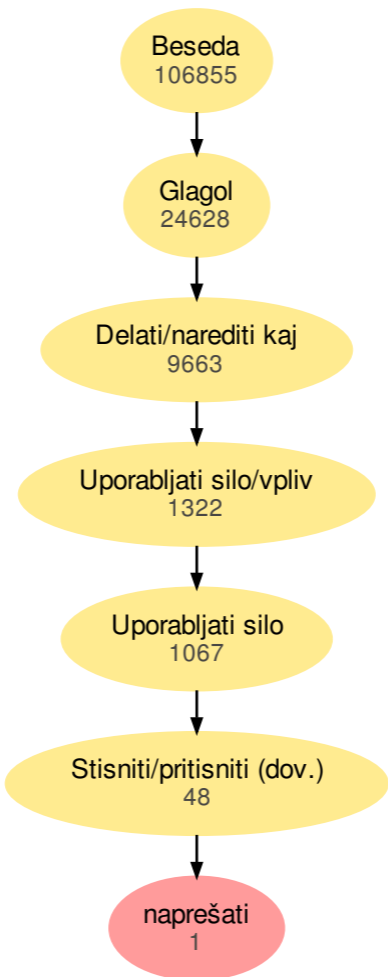 Beseda
106855
Glagol
24628
Delati/narediti kaj
9663
Uporabljati silo/vpliv
1322
Uporabljati silo
1067
Stisniti/pritisniti (dov.)
48
naprešati
1